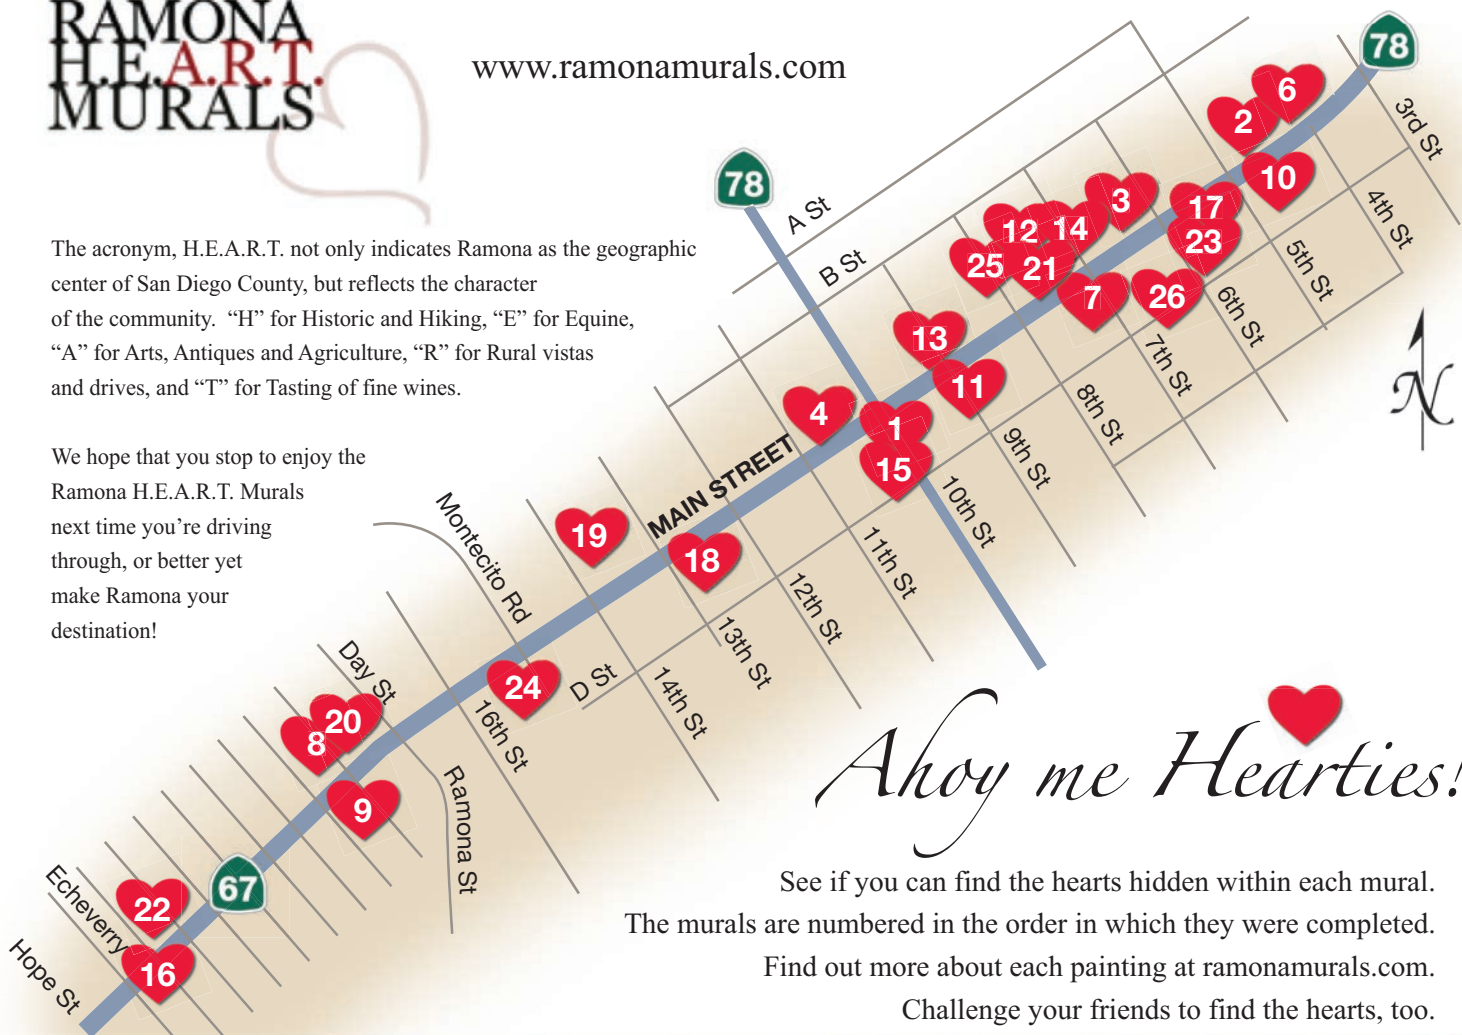 RAMONA
H.E.A.R.T.
MURALS
www.ramonamurals.com
The acronym, H.E.A.R.T. not only indicates Ramona as the geographic
center of San Diego County, but reflects the character
of the community. “H” for Historic and Hiking, “E” for Equine,
“A” for Arts, Antiques and Agriculture, “R” for Rural vistas
and drives, and “T” for Tasting of fine wines.
We hope that you stop to enjoy the
Ramona H.E.A.R.T. Murals
next time you’re driving
through, or better yet
make Ramona your
destination!
78
78
67
A St
B St
MAIN STREET
D St
Montecito Rd
Day St
Ramona St
Echeverry
Hope St
3rd St
4th St
5th St
6th St
7th St
8th St
9th St
10th St
11th St
12th St
13th St
14th St
16th St
6
2
10
3
17
23
12
14
25
21
7
26
13
11
4
1
15
19
18
24
20
8
9
22
16
N
Ahoy me Hearties!
See if you can find the hearts hidden within each mural.
The murals are numbered in the order in which they were completed.
Find out more about each painting at ramonamurals.com.
Challenge your friends to find the hearts, too.